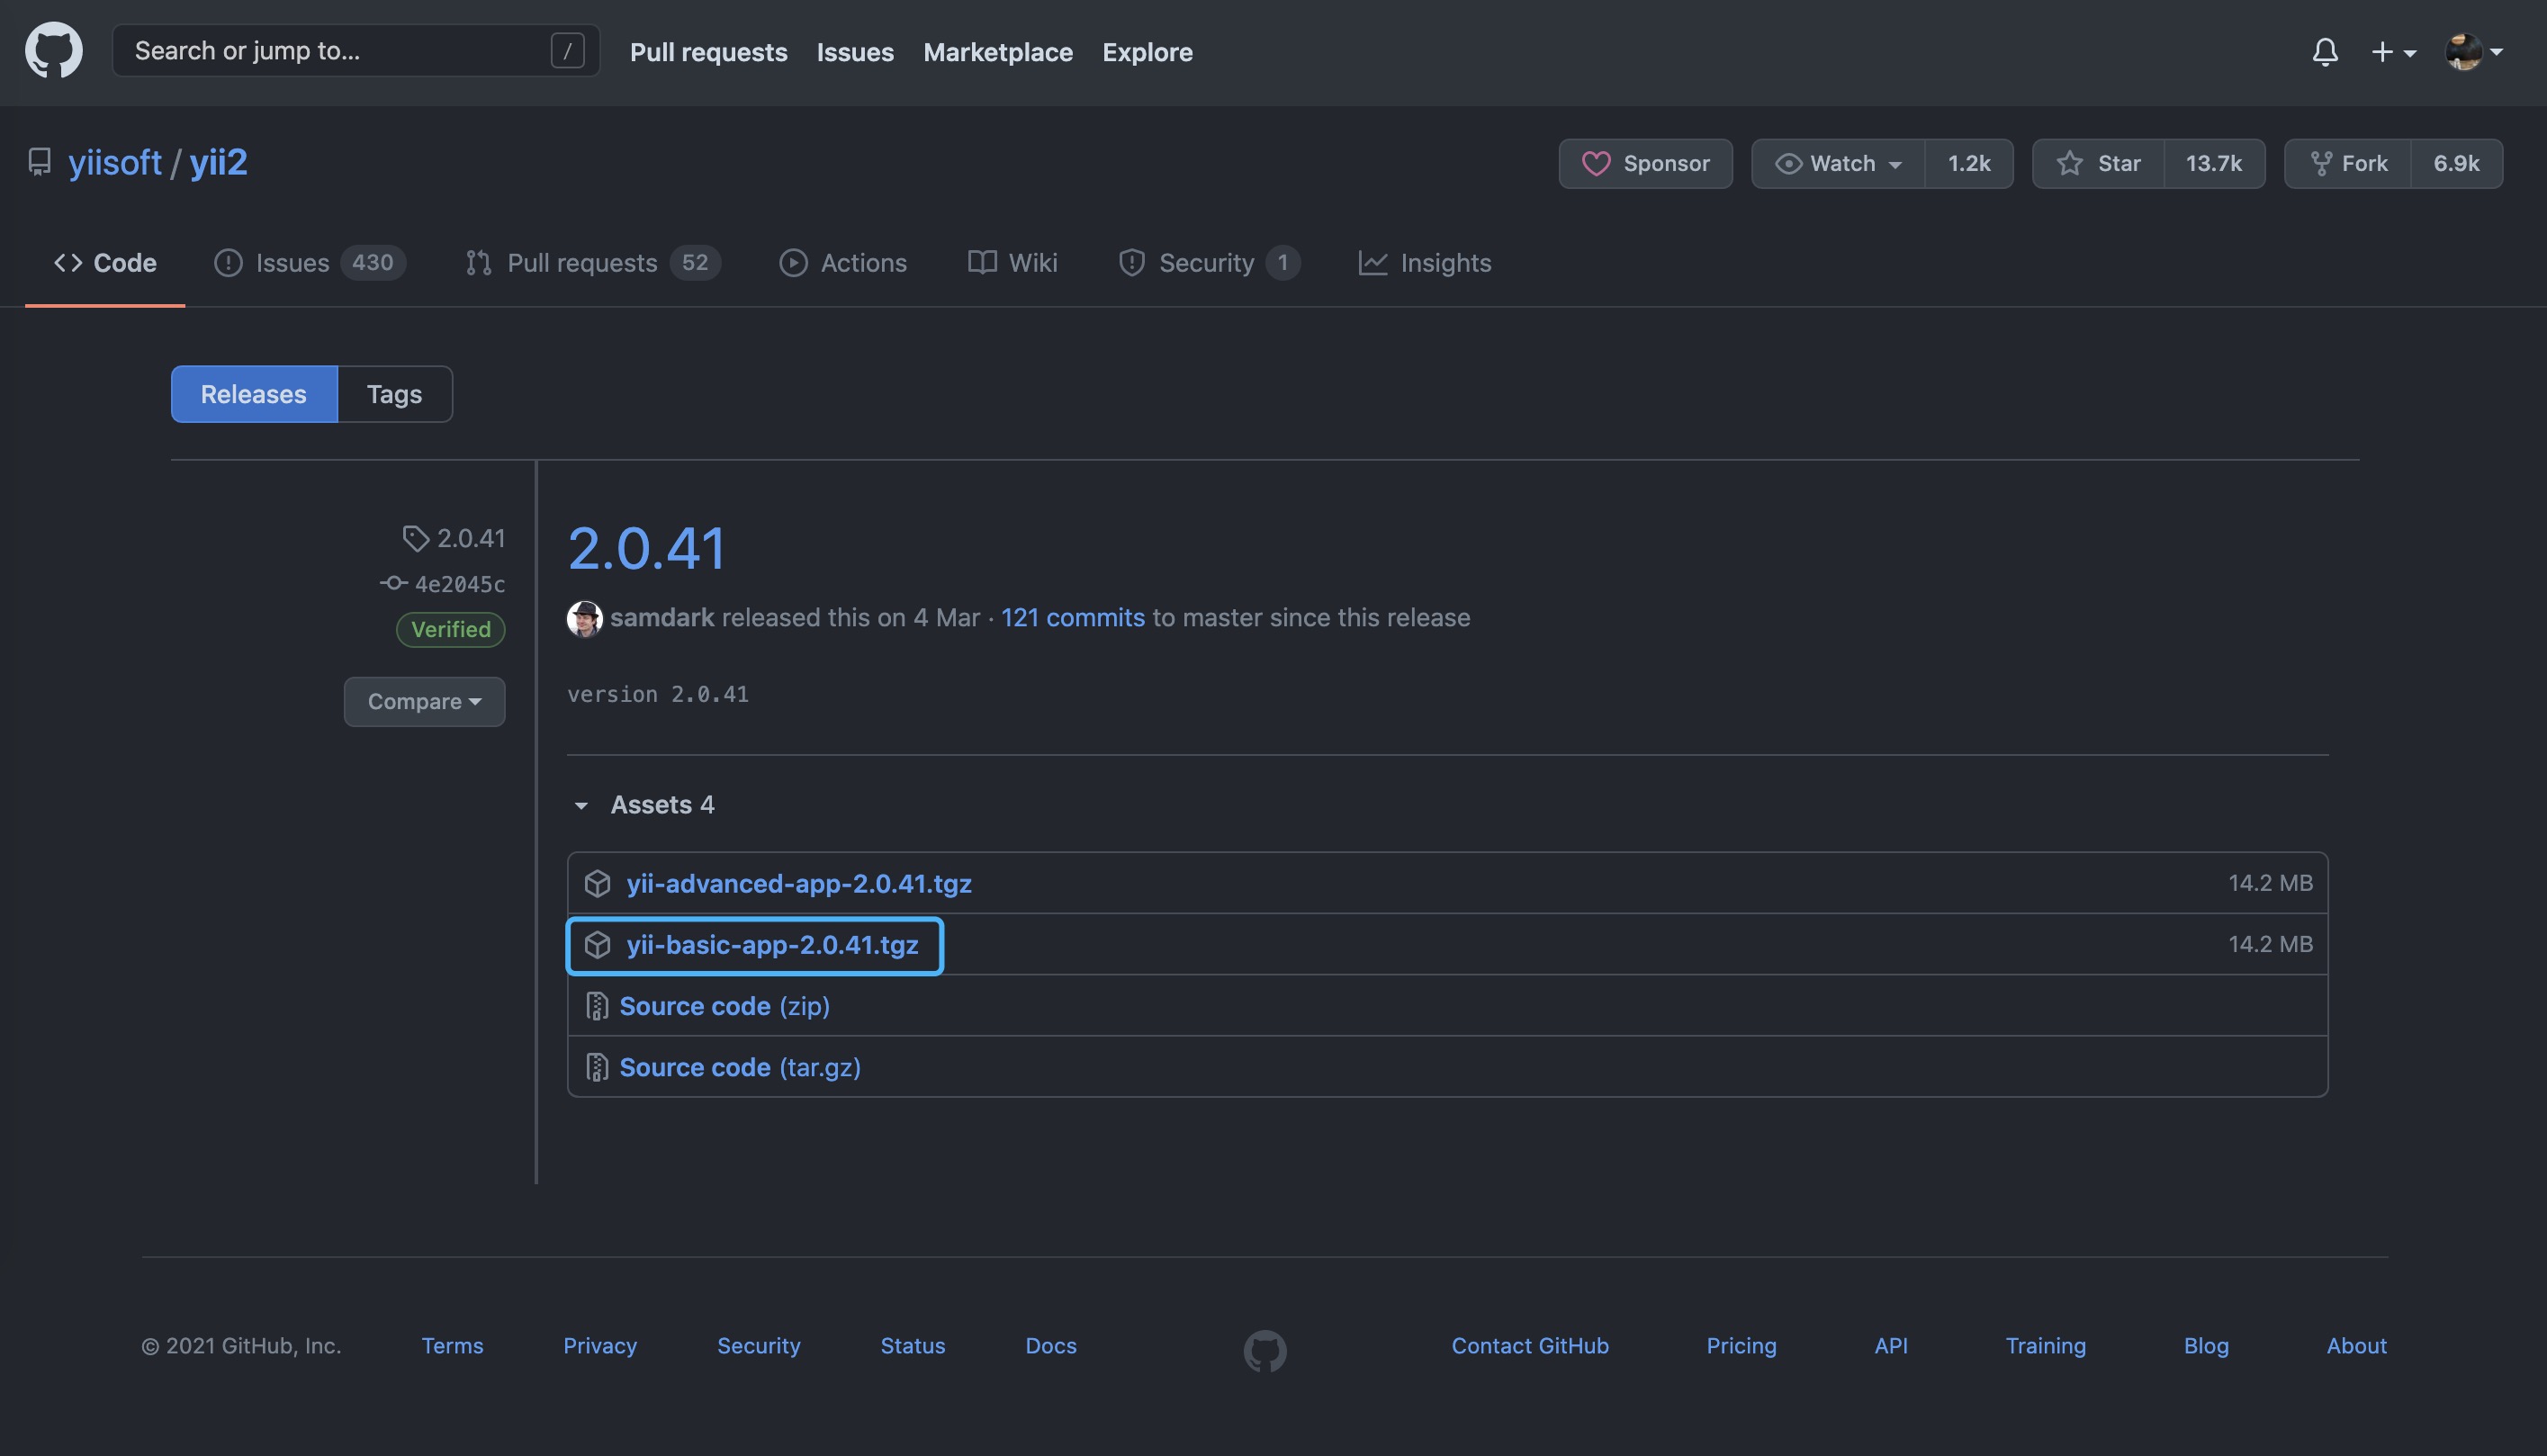 Search or jump to... /
Pull requests Issues Marketplace Explore
yiisoft / yii2
Sponsor Watch 1.2k Star 13.7k Fork 6.9k
Code Issues 430 Pull requests 52 Actions Wiki Security 1 Insights
Releases Tags
2.0.41
4e2045c
Verified
Compare
2.0.41
samdark released this on 4 Mar · 121 commits to master since this release
version 2.0.41
Assets 4
yii-advanced-app-2.0.41.tgz 14.2 MB
yii-basic-app-2.0.41.tgz 14.2 MB
Source code (zip)
Source code (tar.gz)
© 2021 GitHub, Inc. Terms Privacy Security Status Docs Contact GitHub Pricing API Training Blog About